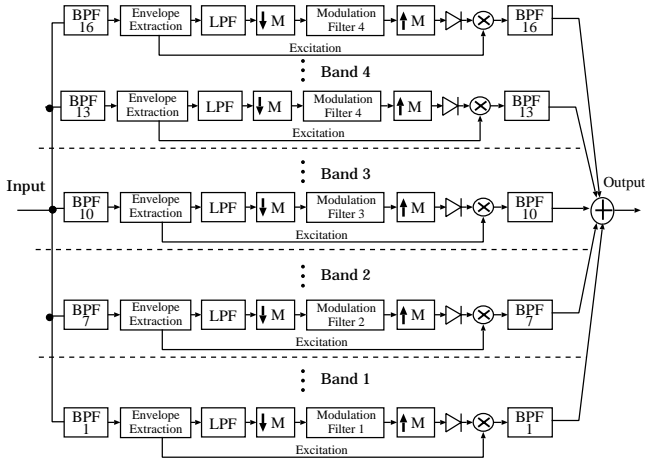 BPF 16
Envelope Extraction
LPF
M
Modulation Filter 4
M
BPF 16
Excitation
Band 4
BPF 13
Envelope Extraction
LPF
M
Modulation Filter 4
M
BPF 13
Excitation
Band 3
Input
Output
BPF 10
Envelope Extraction
LPF
M
Modulation Filter 3
M
BPF 10
Excitation
Band 2
BPF 7
Envelope Extraction
LPF
M
Modulation Filter 2
M
BPF 7
Excitation
Band 1
BPF 1
Envelope Extraction
LPF
M
Modulation Filter 1
M
BPF 1
Excitation